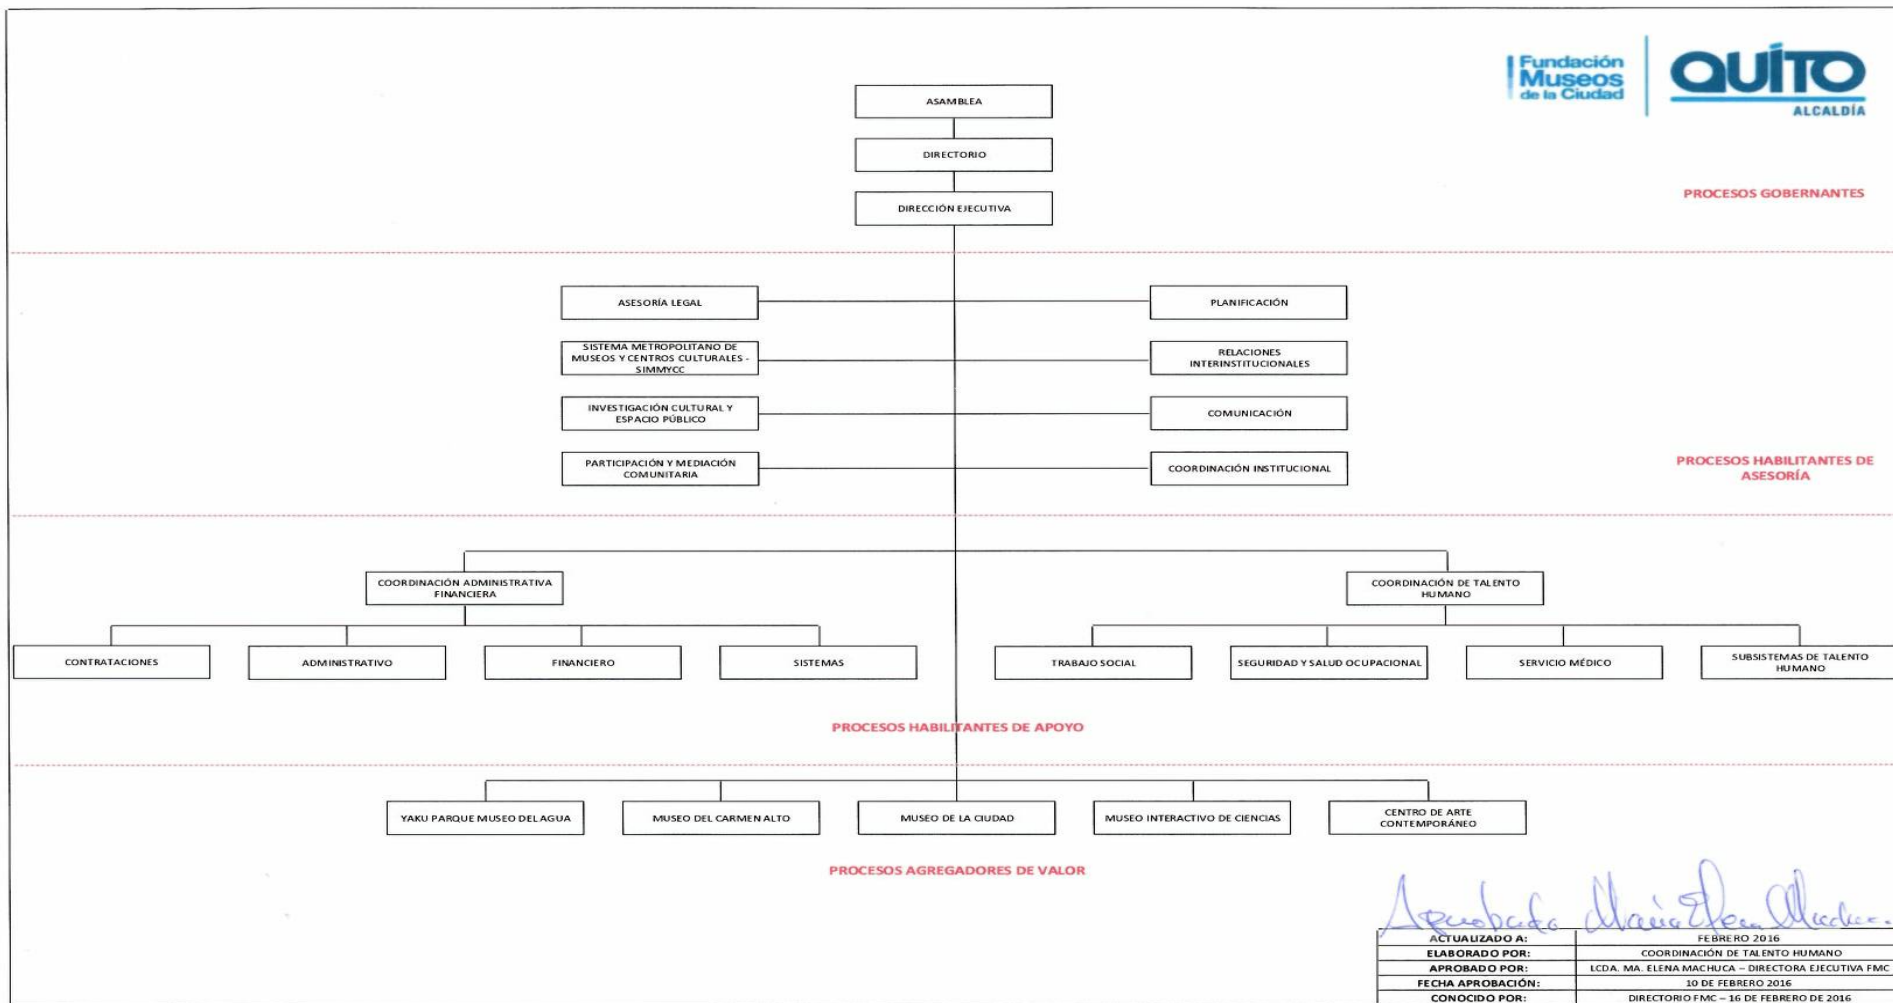 Fundación
Museos
de la Ciudad
QUITO
ALCALDÍA
ASAMBLEA
DIRECTORIO
DIRECCIÓN EJECUTIVA
PROCESOS GOBERNANTES
ASESORÍA LEGAL
PLANIFICACIÓN
SISTEMA METROPOLITANO DE
MUSEOS Y CENTROS CULTURALES -
SIMMYCC
RELACIONES
INTERINSTITUCIONALES
INVESTIGACIÓN CULTURAL Y
ESPACIO PÚBLICO
COMUNICACIÓN
PARTICIPACIÓN Y MEDIACIÓN
COMUNITARIA
COORDINACIÓN INSTITUCIONAL
PROCESOS HABILITANTES DE
ASESORÍA
COORDINACIÓN ADMINISTRATIVA
FINANCIERA
COORDINACIÓN DE TALENTO
HUMANO
CONTRATACIONES
ADMINISTRATIVO
FINANCIERO
SISTEMAS
TRABAJO SOCIAL
SEGURIDAD Y SALUD OCUPACIONAL
SERVICIO MÉDICO
SUBSISTEMAS DE TALENTO
HUMANO
PROCESOS HABILITANTES DE APOYO
YAKU PARQUE MUSEO DEL AGUA
MUSEO DEL CARMEN ALTO
MUSEO DE LA CIUDAD
MUSEO INTERACTIVO DE CIENCIAS
CENTRO DE ARTE
CONTEMPORÁNEO
PROCESOS AGREGADORES DE VALOR
Aprobado María Elena Machuca
ACTUALIZADO A: FEBRERO 2016
ELABORADO POR: COORDINACIÓN DE TALENTO HUMANO
APROBADO POR: LCDA. MA. ELENA MACHUCA – DIRECTORA EJECUTIVA FMC
FECHA APROBACIÓN: 10 DE FEBRERO 2016
CONOCIDO POR: DIRECTORIO FMC – 16 DE FEBRERO DE 2016